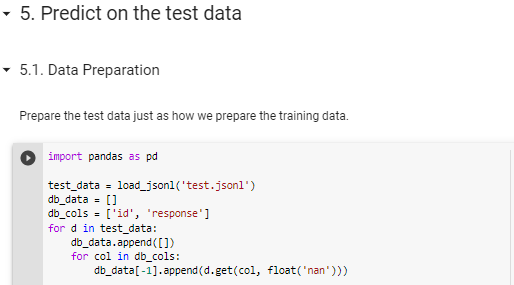 5. Predict on the test data
5.1. Data Preparation
Prepare the test data just as how we prepare the training data.
import pandas as pd
test_data = load_jsonl('test.jsonl')
db_data = []
db_cols = ['id', 'response']
for d in test_data:
    db_data.append([])
    for col in db_cols:
        db_data[-1].append(d.get(col, float('nan')))